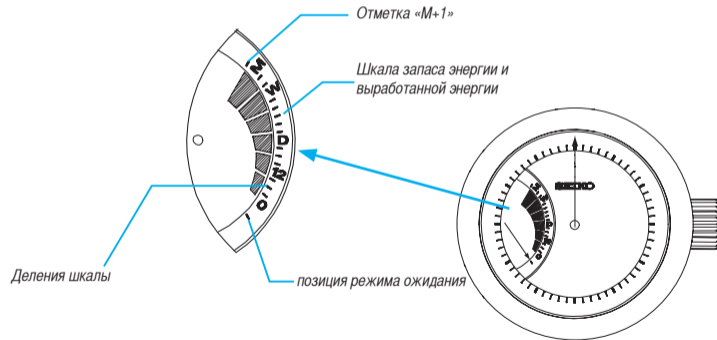 Отметка «М+1»
Шкала запаса энергии и
выработанной энергии
SEIKO
Деления шкалы
позиция режима ожидания